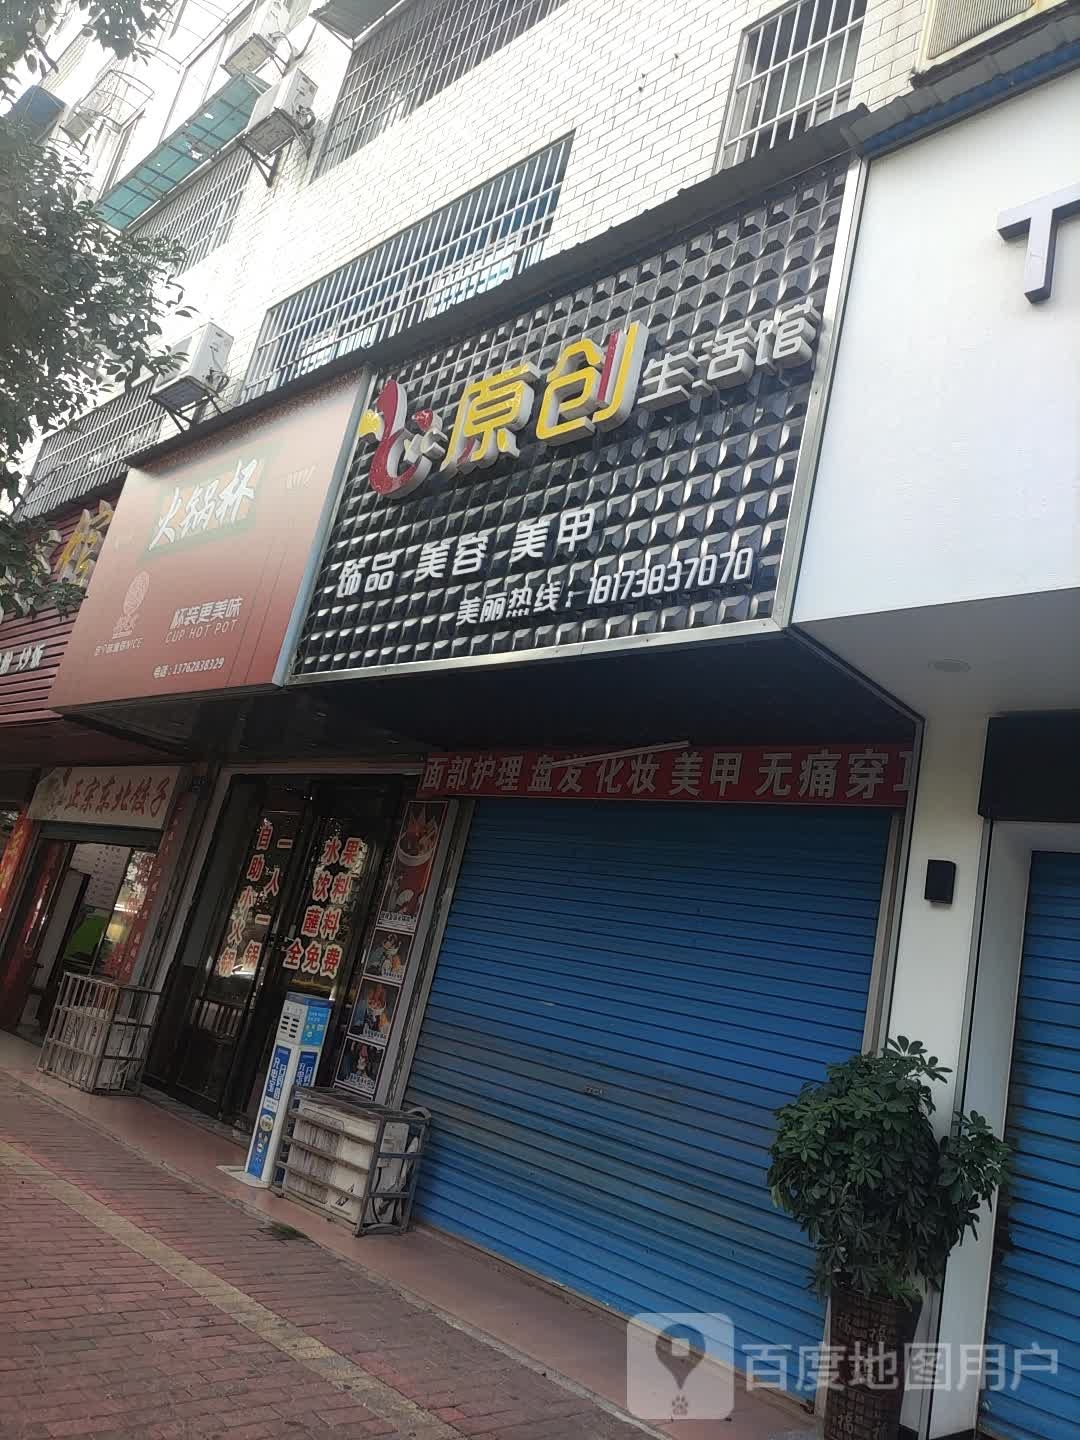 原创生活馆
饰品 美容 美甲
美丽热线：18173837070
T
火锅杯
杯装更美味
CUP HOT POT
电话：13762838329
炒饭
面部护理 盘发 化妆 美甲 无痛穿耳
正宗东北饺子
自助小火锅
一人一锅
水果
饮料
蘸料
全免费
百度地图用户